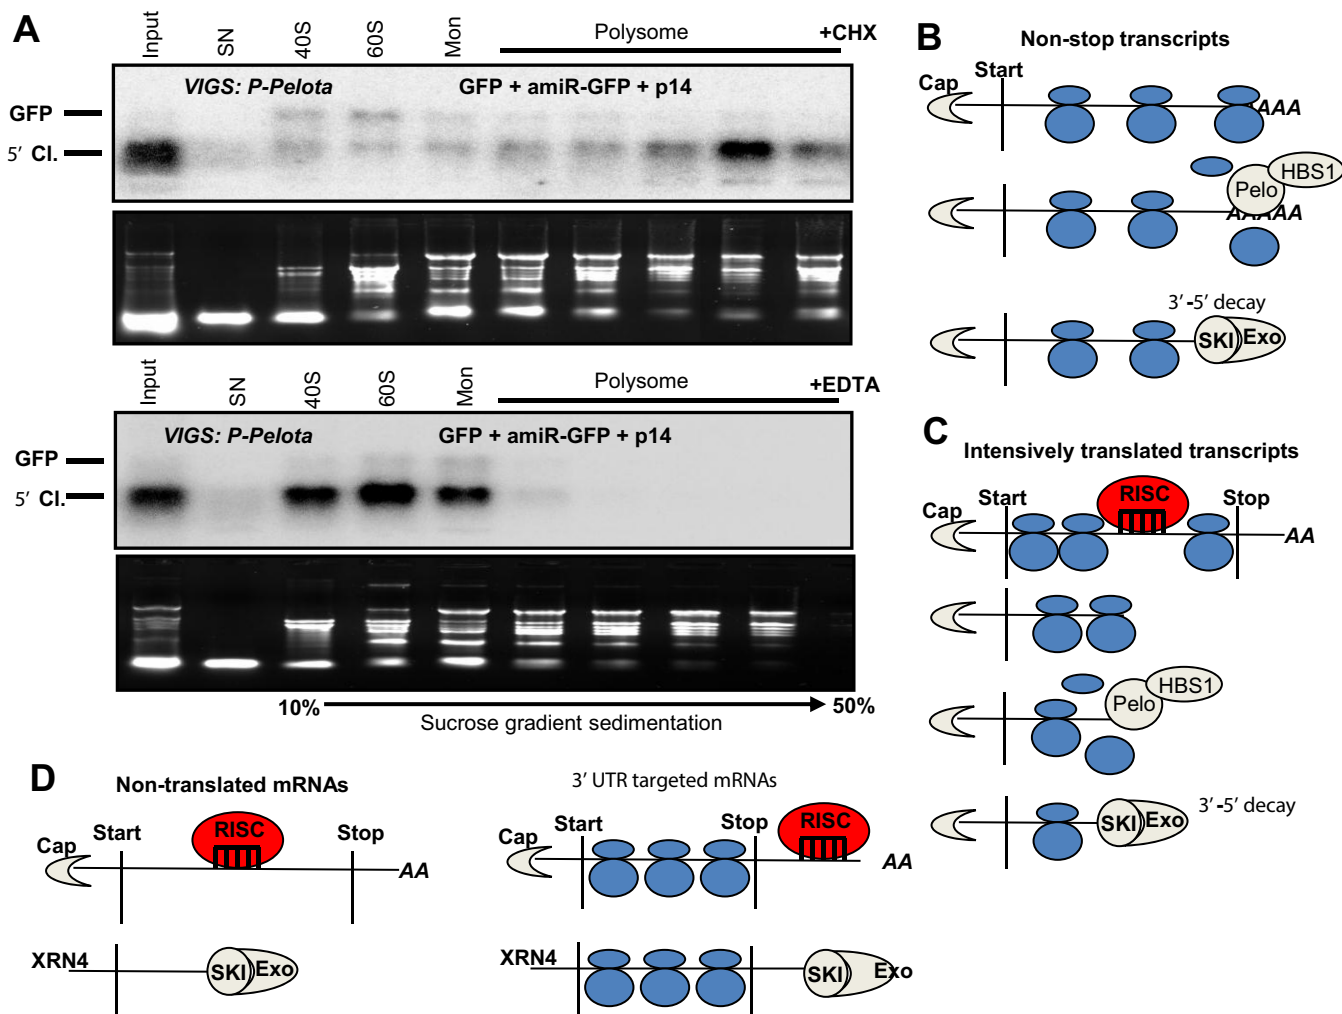 A
Input
SN
40S
60S
Mon
Polysome
+CHX
VIGS: P-Pelota
GFP + amiR-GFP + p14
GFP
5' Cl.
Input
SN
40S
60S
Mon
Polysome
+EDTA
VIGS: P-Pelota
GFP + amiR-GFP + p14
GFP
5' Cl.
10%
50%
Sucrose gradient sedimentation
B
Non-stop transcripts
Cap
Start
AAA
HBS1
Pelo
AAAAA
3'-5' decay
SKI
Exo
C
Intensively translated transcripts
RISC
Start
Stop
Cap
AA
HBS1
Pelo
SKI
Exo
3'-5' decay
D
Non-translated mRNAs
RISC
Start
Stop
Cap
AA
XRN4
SKI
Exo
3' UTR targeted mRNAs
Start
Stop
RISC
Cap
AA
XRN4
SKI
Exo